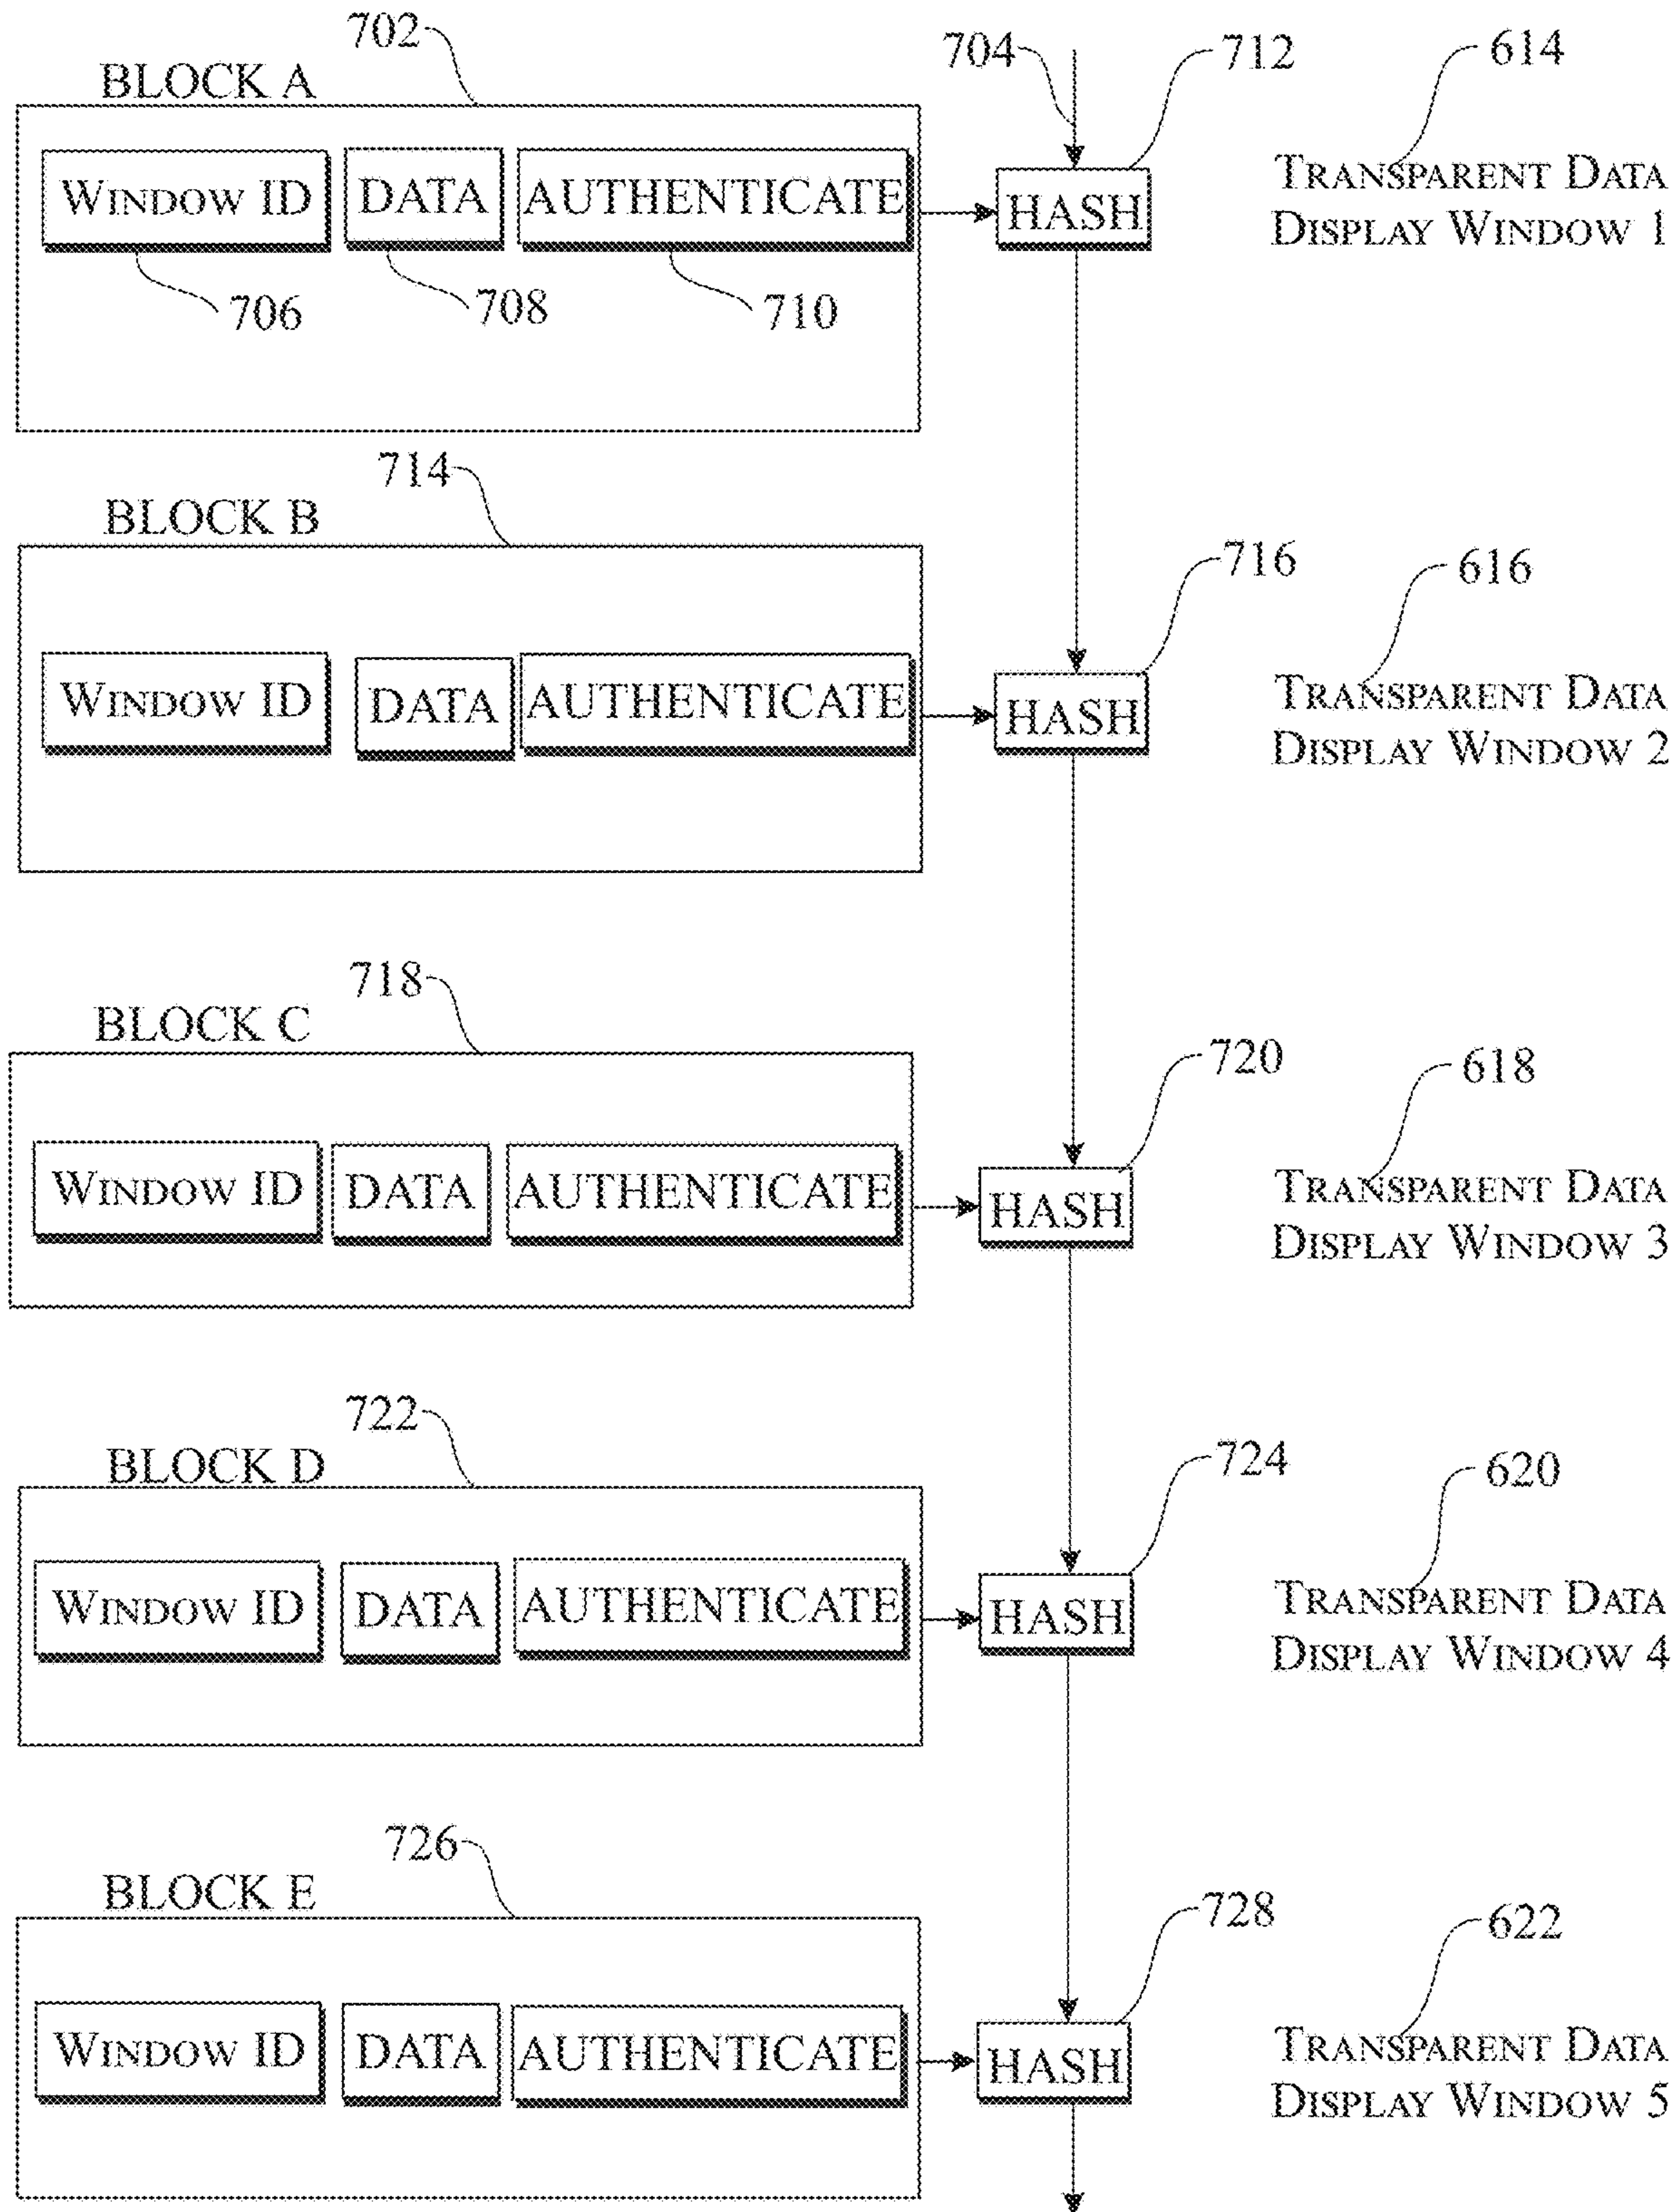 702
704
712
614
BLOCK A
WINDOW ID
DATA
AUTHENTICATE
HASH
TRANSPARENT DATA
DISPLAY WINDOW 1
706
708
710
714
BLOCK B
716
616
WINDOW ID
DATA
AUTHENTICATE
HASH
TRANSPARENT DATA
DISPLAY WINDOW 2
718
BLOCK C
720
618
WINDOW ID
DATA
AUTHENTICATE
HASH
TRANSPARENT DATA
DISPLAY WINDOW 3
722
BLOCK D
724
620
WINDOW ID
DATA
AUTHENTICATE
HASH
TRANSPARENT DATA
DISPLAY WINDOW 4
726
BLOCK E
728
622
WINDOW ID
DATA
AUTHENTICATE
HASH
TRANSPARENT DATA
DISPLAY WINDOW 5